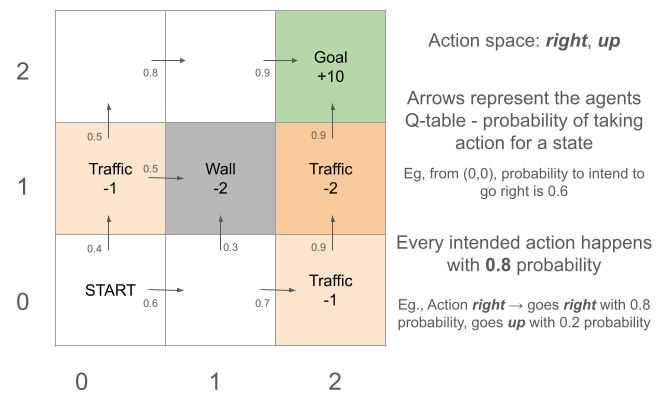 2
0.8
0.9
Goal
+10
0.5
1
Traffic
-1
0.5
Wall
-2
0.9
Traffic
-2
0.4
0.3
0.9
0
START
0.6
0.7
Traffic
-1
0
1
2
Action space: right, up
Arrows represent the agents
Q-table - probability of taking
action for a state
Eg, from (0,0), probability to intend to
go right is 0.6
Every intended action happens
with 0.8 probability
Eg., Action right → goes right with 0.8
probability, goes up with 0.2 probability